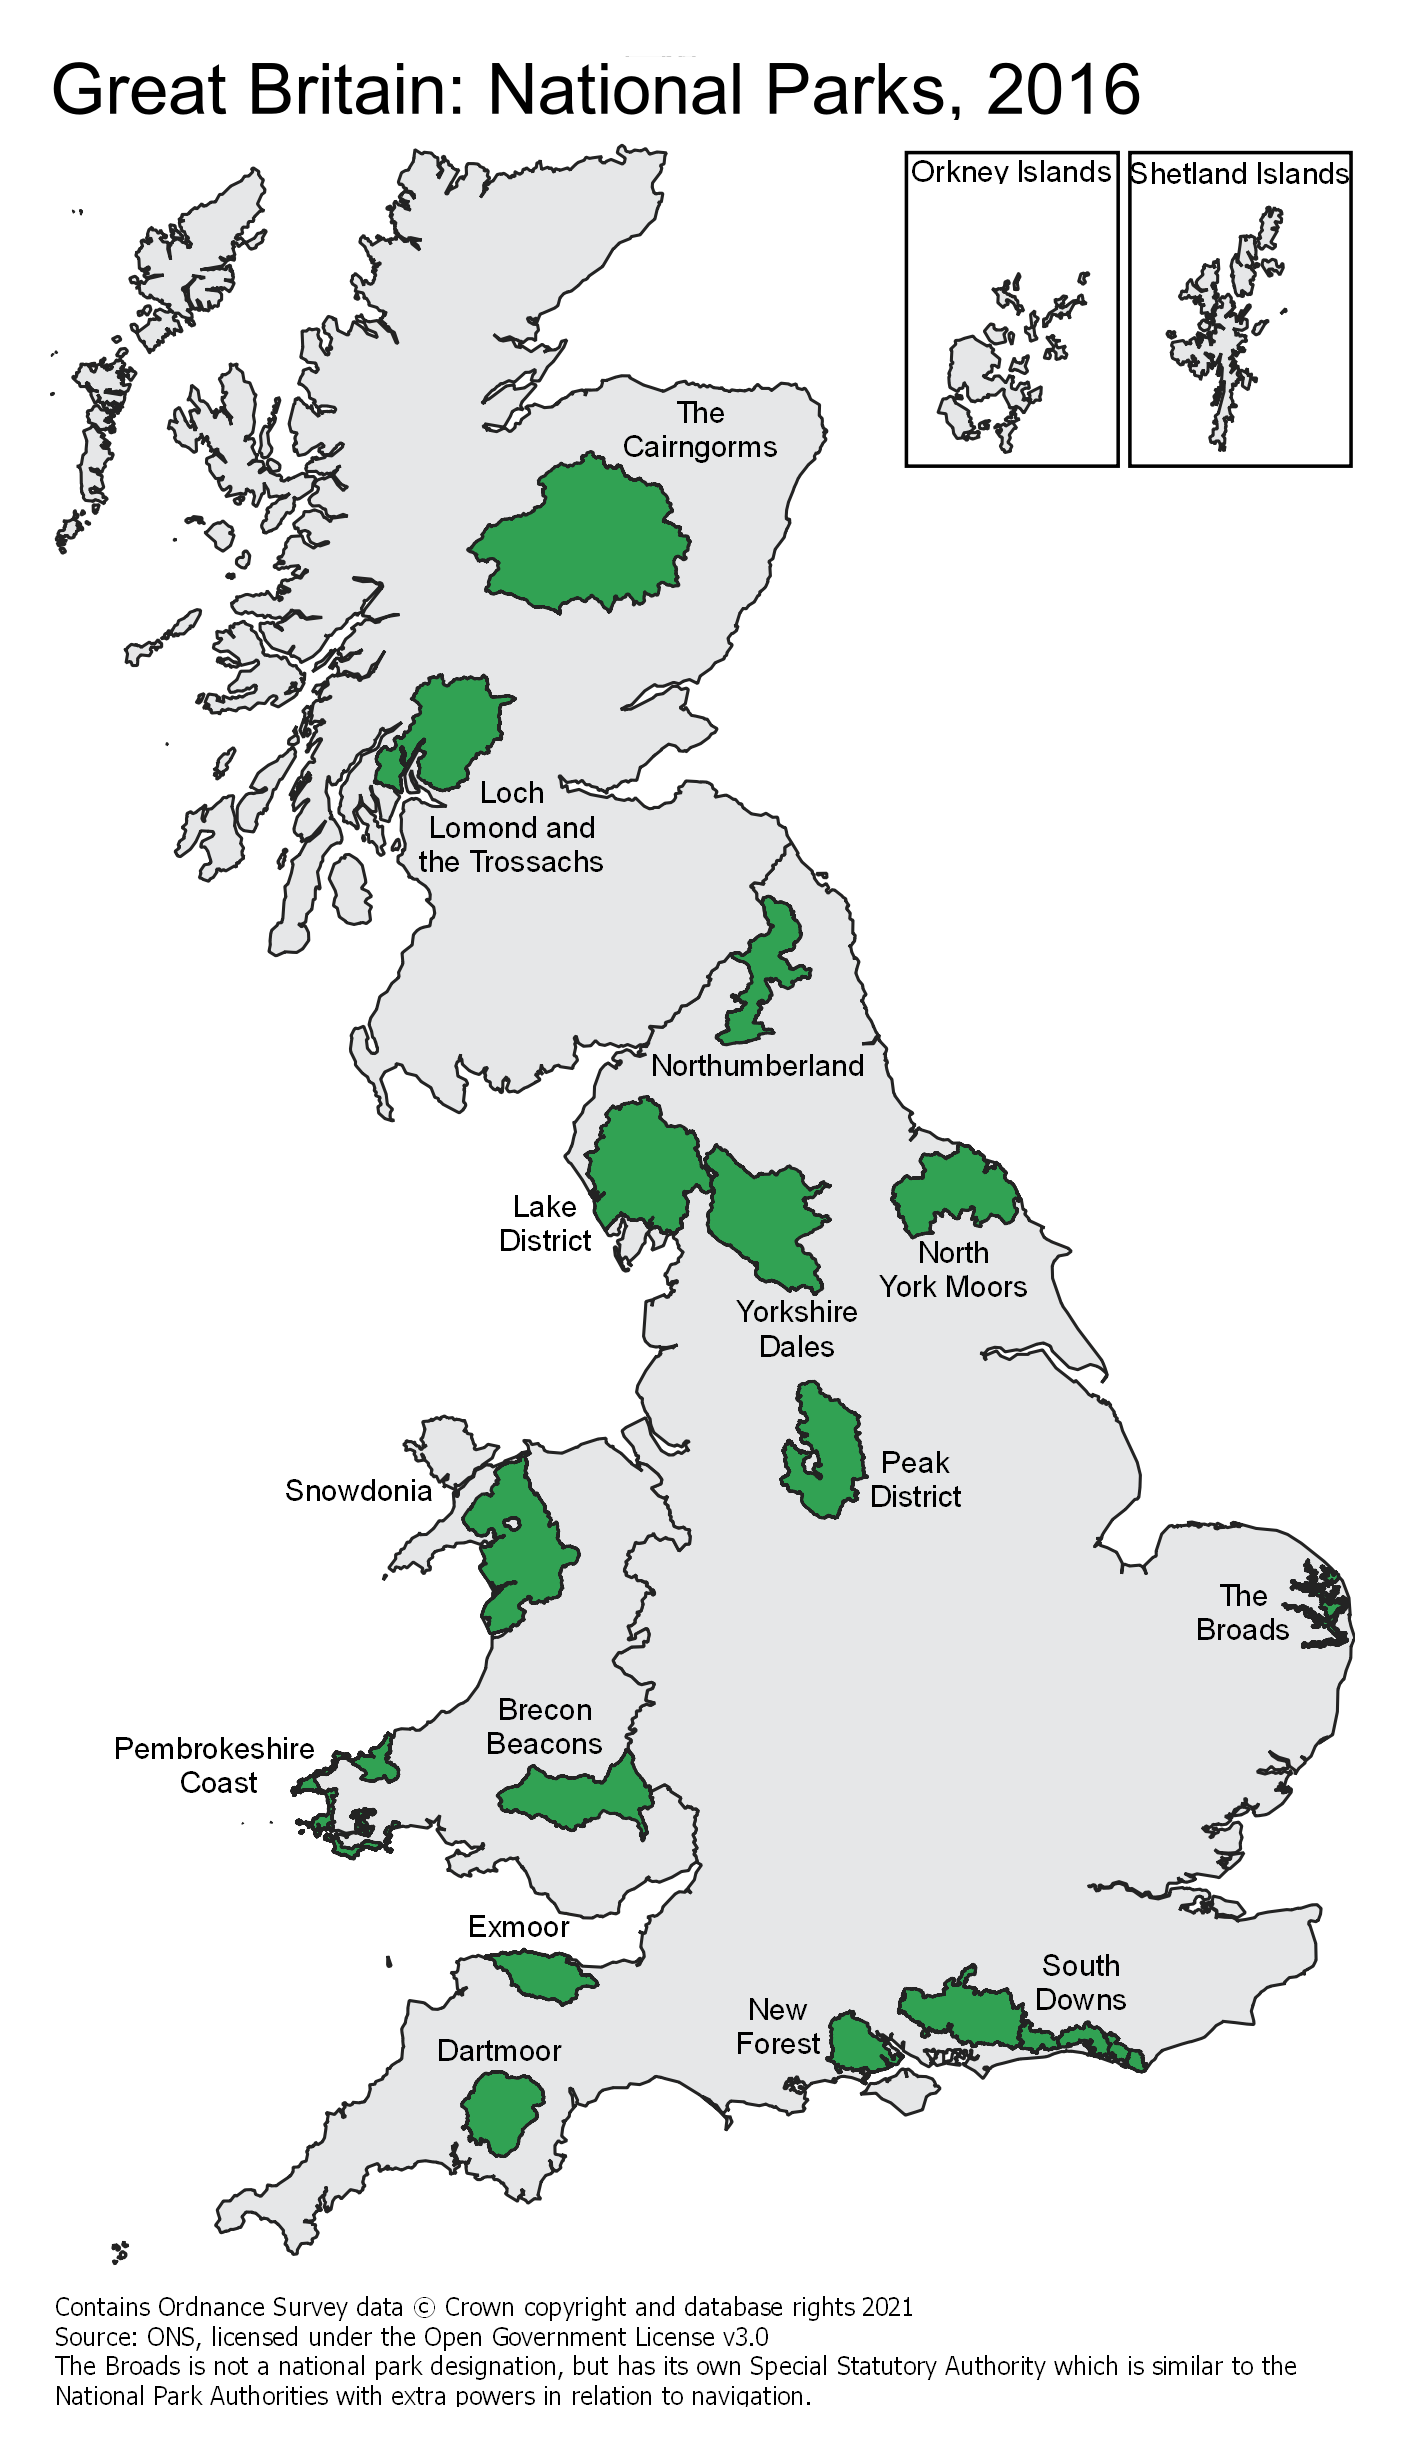 Great Britain: National Parks, 2016
Orkney Islands
Shetland Islands
The
Cairngorms
Loch
Lomond and
the Trossachs
Northumberland
Lake
District
North
York Moors
Yorkshire
Dales
Peak
District
Snowdonia
The
Broads
Brecon
Beacons
Pembrokeshire
Coast
Exmoor
South
Downs
New
Forest
Dartmoor
Contains Ordnance Survey data © Crown copyright and database rights 2021
Source: ONS, licensed under the Open Government License v3.0
The Broads is not a national park designation, but has its own Special Statutory Authority which is similar to the
National Park Authorities with extra powers in relation to navigation.